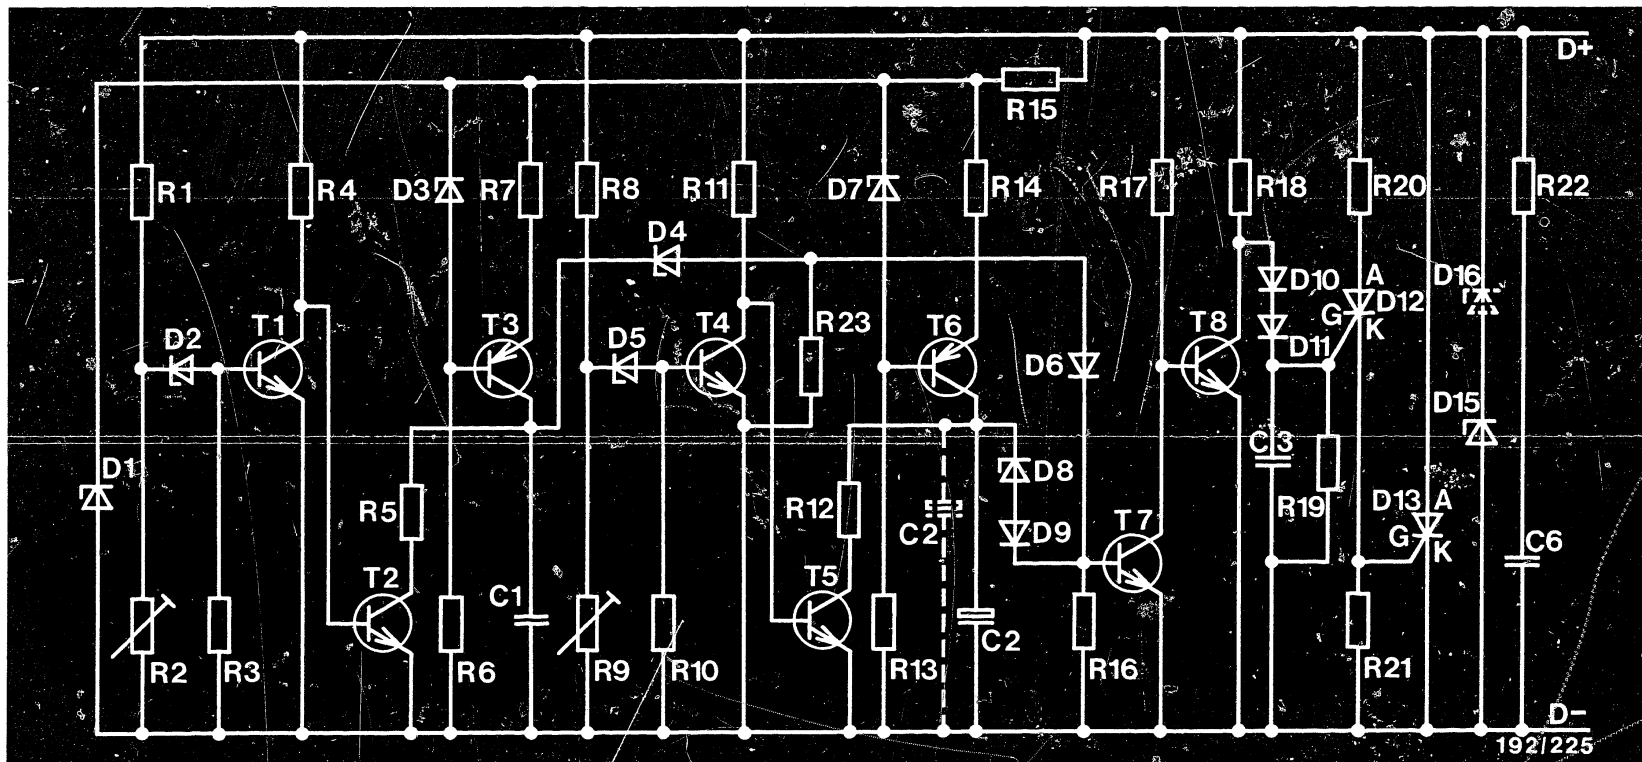 D+
R15
R1
R4
D3
R7
R8
R11
D7
R14
R17
R18
R20
R22
D4
D10
A
D12
G
K
D16
D2
T1
T3
D5
T4
R23
T6
D6
T8
D11
D1
R5
R12
C2
D8
D9
T7
C3
R19
D13
A
G
K
D15
C6
T2
C1
T5
R2
R3
R6
R9
R10
R13
C2
R16
R21
D-
192/225